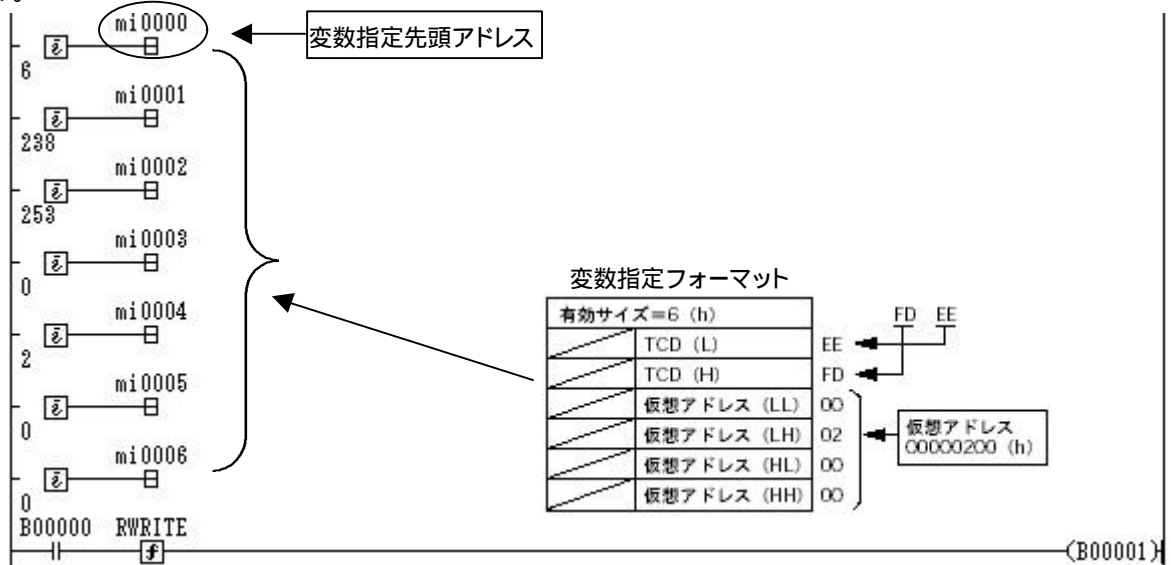 mi0000
変数指定先頭アドレス
6
mi0001
238
mi0002
253
mi0003
0
mi0004
2
mi0005
0
mi0006
0
変数指定フォーマット
有効サイズ=6 (h)
FD EE
TCD (L) EE
TCD (H) FD
仮想アドレス (LL) 00
仮想アドレス (LH) 02
仮想アドレス (HL) 00
仮想アドレス (HH) 00
仮想アドレス
00000200 (h)
B00000 RWRITE
f
(B00001)